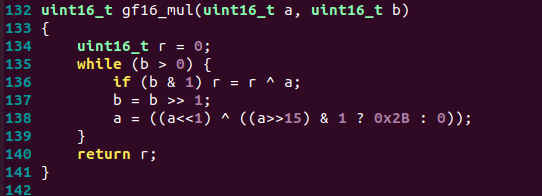 132 uint16_t gf16_mul(uint16_t a, uint16_t b)
133 {
134     uint16_t r = 0;
135     while (b > 0) {
136         if (b & 1) r = r ^ a;
137         b = b >> 1;
138         a = ((a<<1) ^ ((a>>15) & 1 ? 0x2B : 0));
139     }
140     return r;
141 }
142